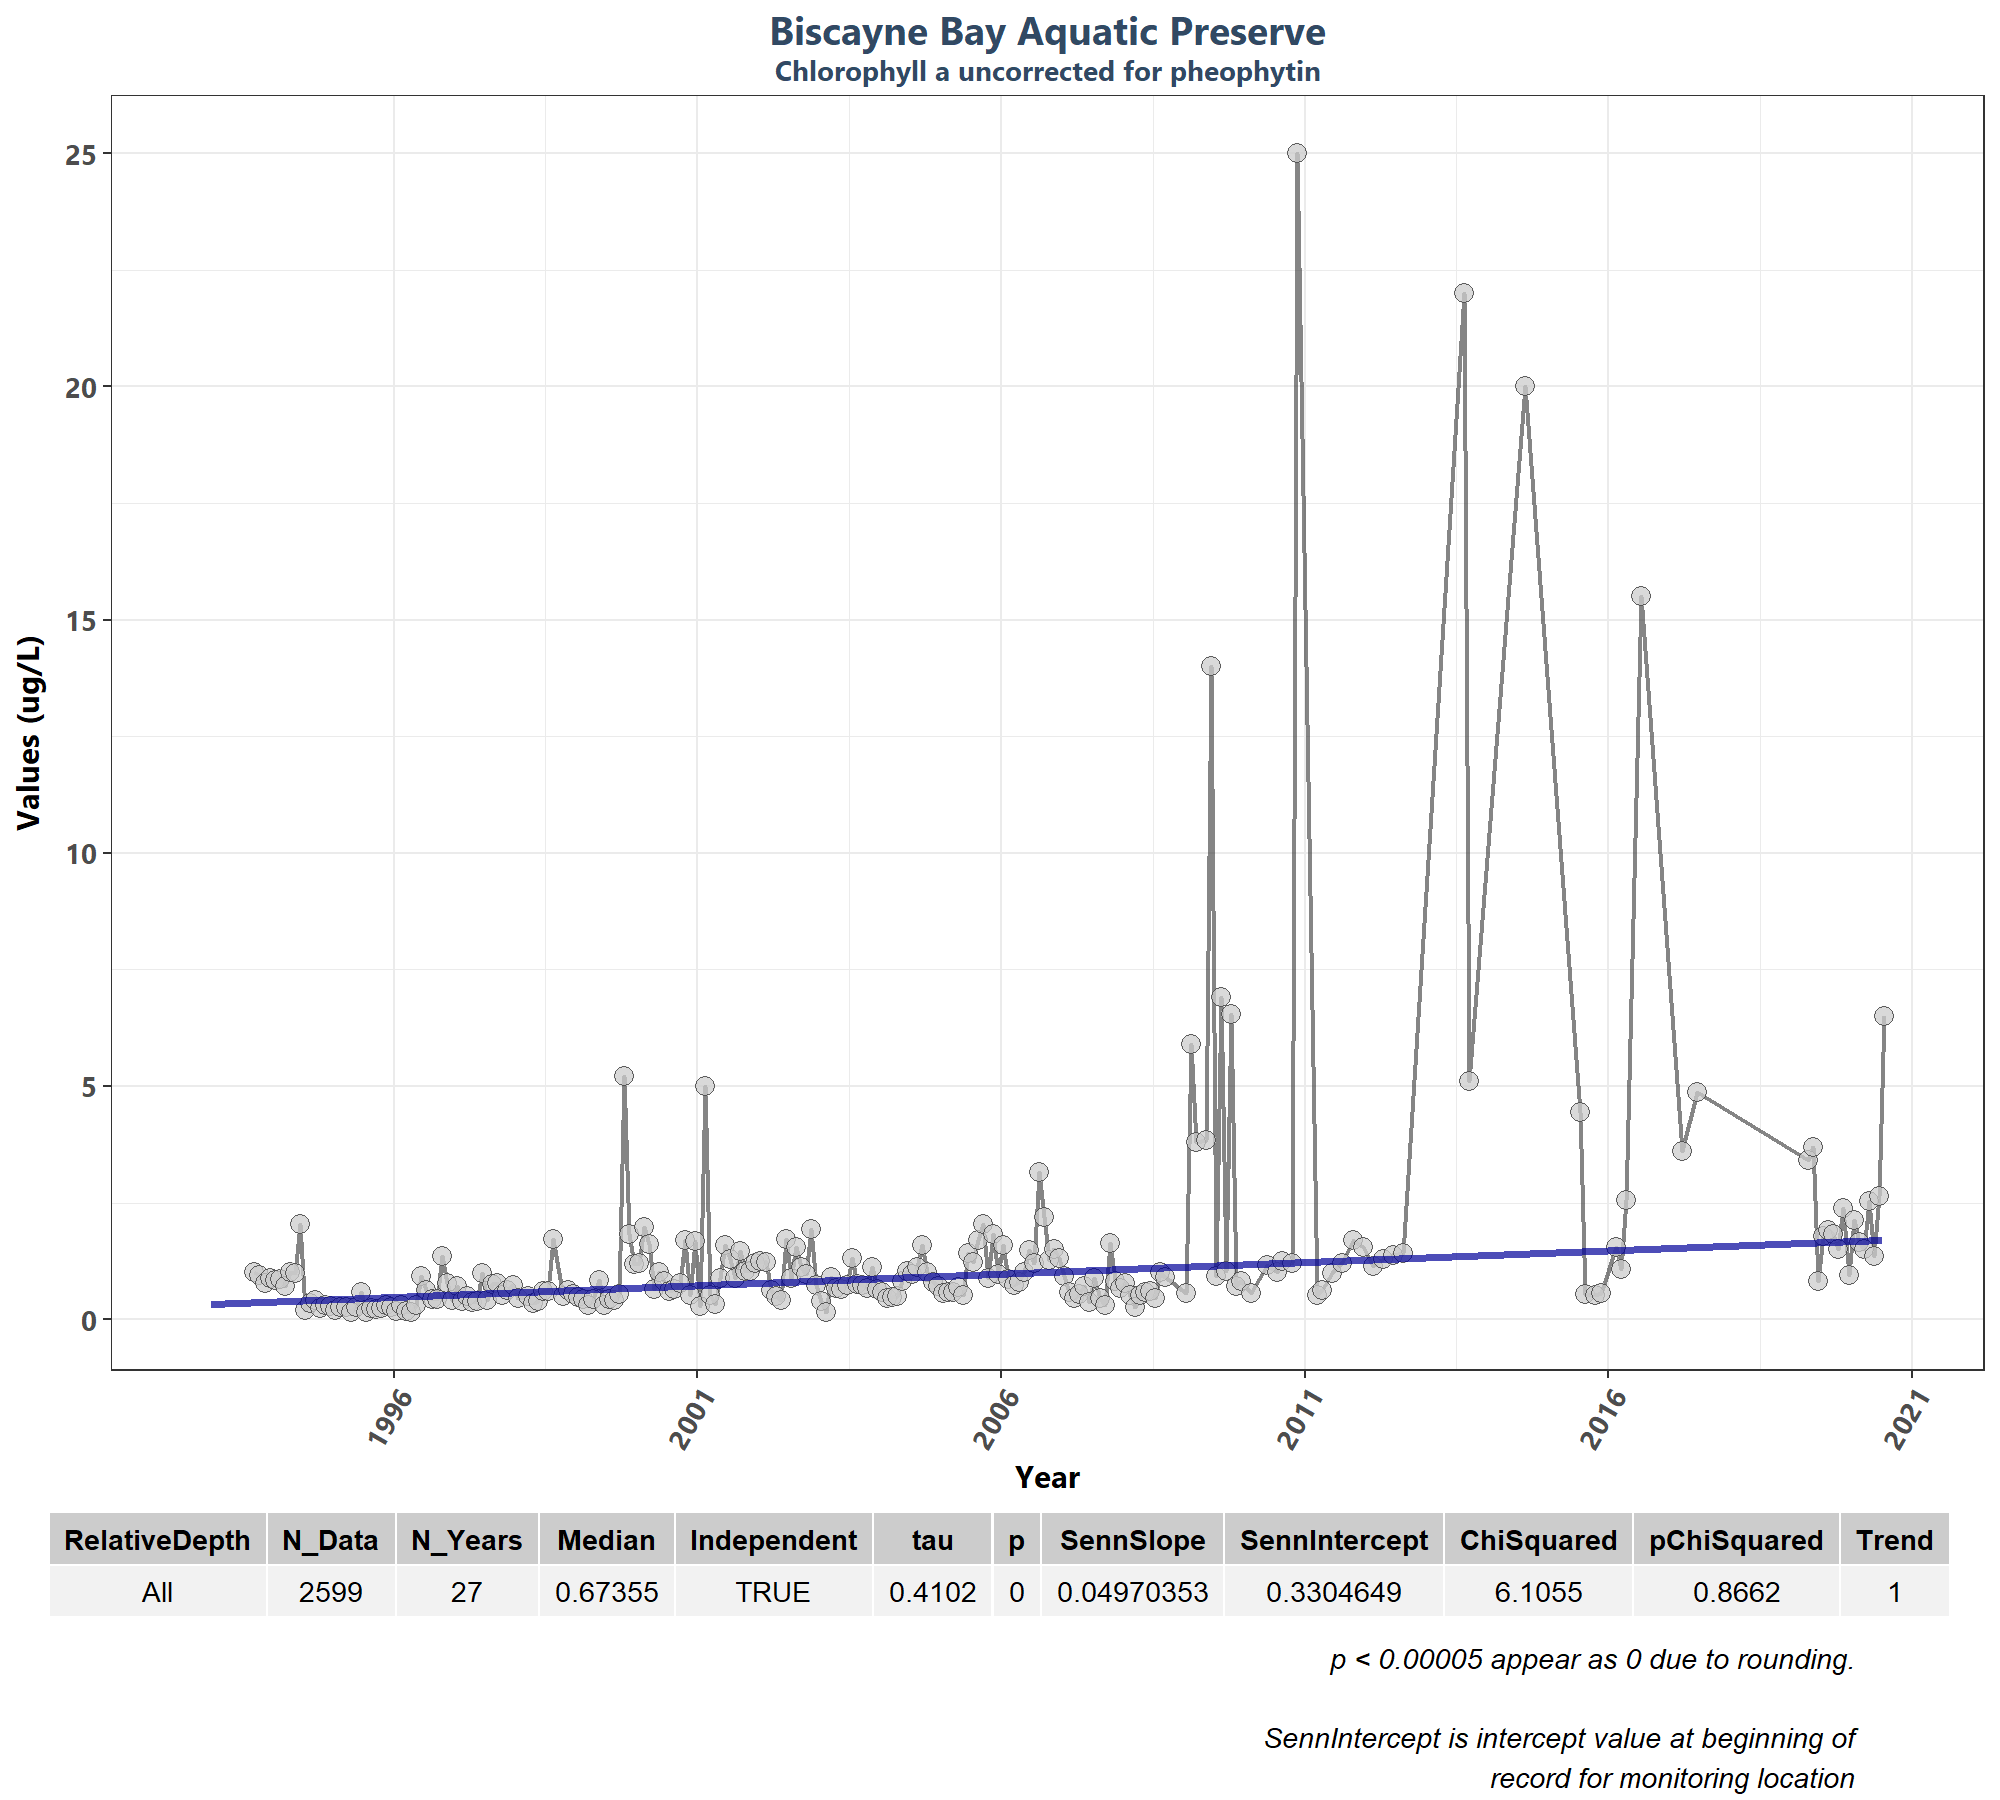 Biscayne Bay Aquatic Preserve
Chlorophyll a uncorrected for pheophytin
Values (ug/L)
25
20
15
10
5
0
1996 2001 2006 2011 2016 2021
Year
RelativeDepth N_Data N_Years Median Independent tau p SennSlope SennIntercept ChiSquared pChiSquared Trend
All 2599 27 0.67355 TRUE 0.4102 0 0.04970353 0.3304649 6.1055 0.8662 1
p < 0.00005 appear as 0 due to rounding.
SennIntercept is intercept value at beginning of
record for monitoring location